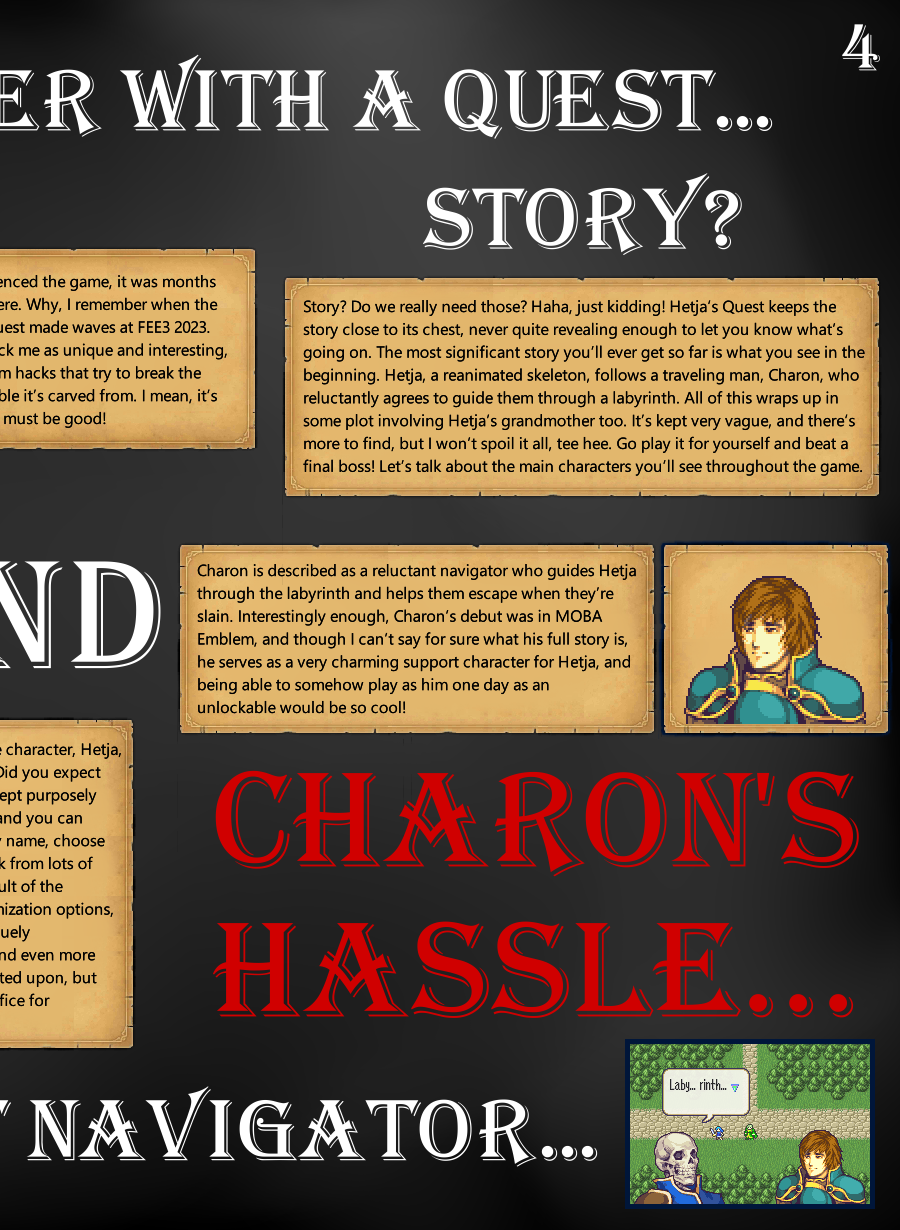 4
ER WITH A QUEST...
STORY?
enced the game, it was months
ere. Why, I remember when the
uest made waves at FEE3 2023.
ck me as unique and interesting,
m hacks that try to break the
ble it's carved from. I mean, it's
must be good!
Story? Do we really need those? Haha, just kidding! Hetja's Quest keeps the
story close to its chest, never quite revealing enough to let you know what's
going on. The most significant story you'll ever get so far is what you see in the
beginning. Hetja, a reanimated skeleton, follows a traveling man, Charon, who
reluctantly agrees to guide them through a labyrinth. All of this wraps up in
some plot involving Hetja's grandmother too. It's kept very vague, and there's
more to find, but I won't spoil it all, tee hee. Go play it for yourself and beat a
final boss! Let's talk about the main characters you'll see throughout the game.
ND
Charon is described as a reluctant navigator who guides Hetja
through the labyrinth and helps them escape when they're
slain. Interestingly enough, Charon's debut was in MOBA
Emblem, and though I can't say for sure what his full story is,
he serves as a very charming support character for Hetja, and
being able to somehow play as him one day as an
unlockable would be so cool!
e character, Hetja,
Did you expect
ept purposely
and you can
y name, choose
k from lots of
ult of the
nization options,
uely
nd even more
ted upon, but
fice for
CHARON'S
HASSLE...
Laby... rinth...
T NAVIGATOR...